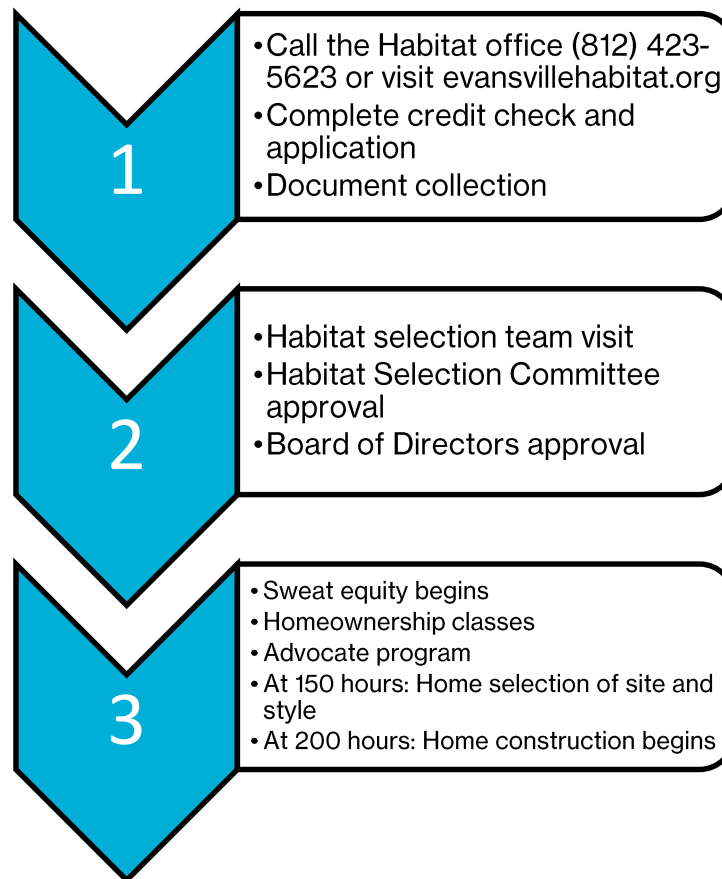 1
•Call the Habitat office (812) 423-
5623 or visit evansvillehabitat.org
•Complete credit check and
application
•Document collection
2
•Habitat selection team visit
•Habitat Selection Committee
approval
•Board of Directors approval
3
•Sweat equity begins
•Homeownership classes
•Advocate program
•At 150 hours: Home selection of site and
style
•At 200 hours: Home construction begins